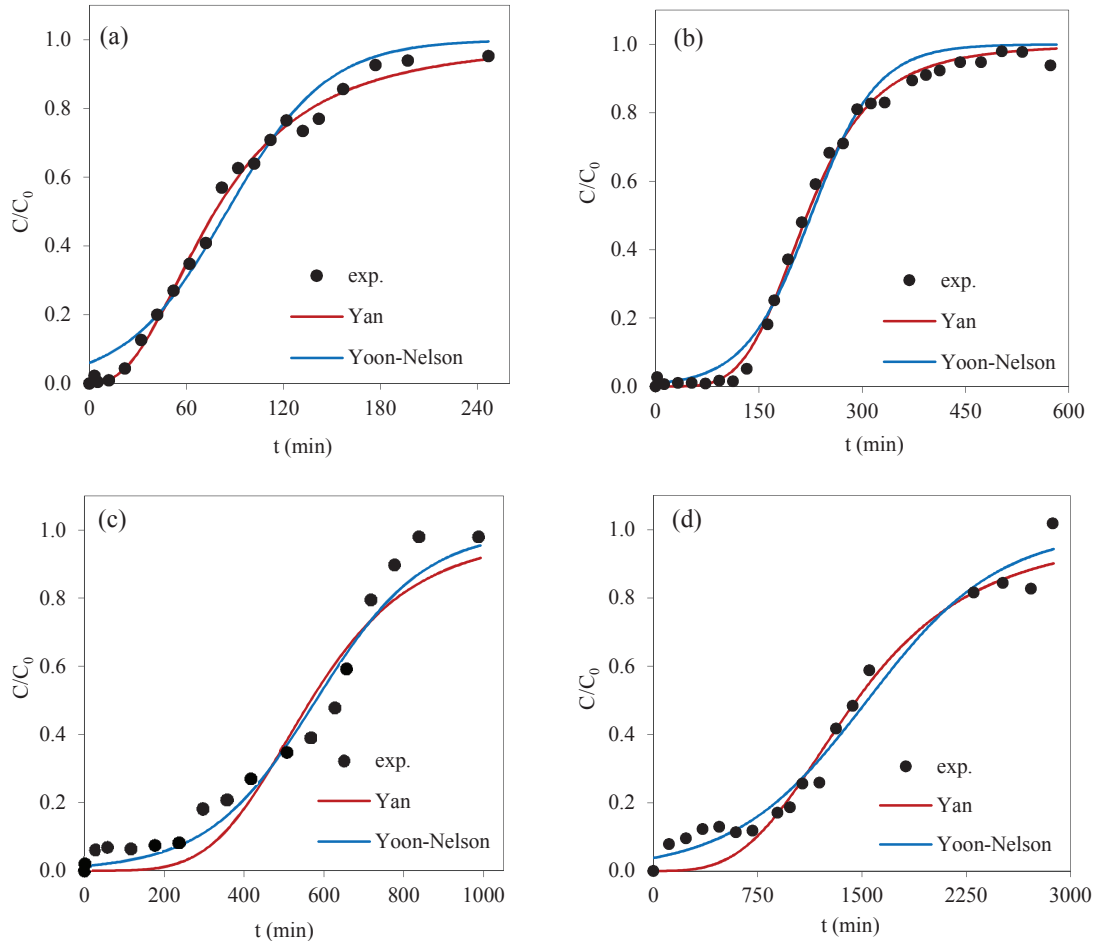 (a)
1.0
0.8
0.6
0.4
0.2
0.0
C/C0
exp.
Yan
Yoon-Nelson
0 60 120 180 240
t (min)
(b)
1.0
0.8
0.6
0.4
0.2
0.0
C/C0
exp.
Yan
Yoon-Nelson
0 150 300 450 600
t (min)
(c)
1.0
0.8
0.6
0.4
0.2
0.0
C/C0
exp.
Yan
Yoon-Nelson
0 200 400 600 800 1000
t (min)
(d)
1.0
0.8
0.6
0.4
0.2
0.0
C/C0
exp.
Yan
Yoon-Nelson
0 750 1500 2250 3000
t (min)